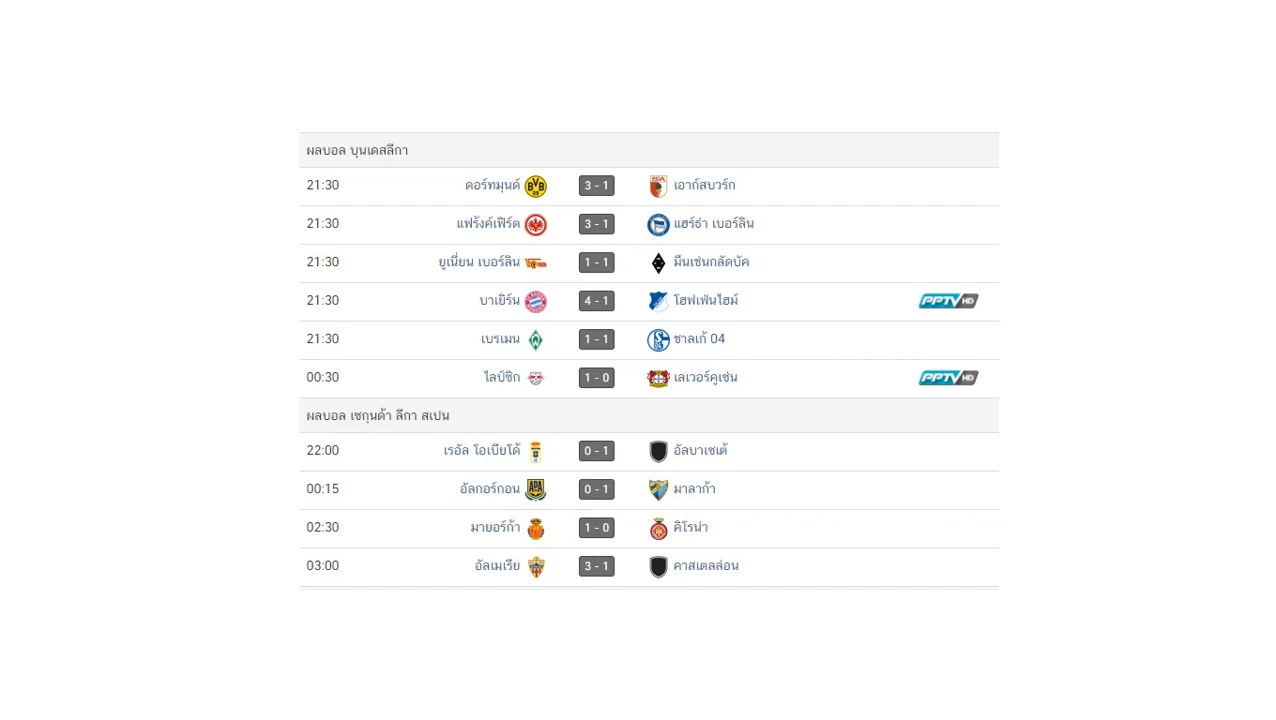 ผลบอล บุนเดสลีกา
21:30 ดอร์ทมุนด์ BVB 09 3 - 1 FCA เอาก์สบวร์ก
21:30 แฟร้งค์เฟิร์ต 3 - 1 แฮร์ธ่า เบอร์ลิน
21:30 ยูเนี่ยน เบอร์ลิน 1 - 1 มึนเช่นกลัดบัค
21:30 บาเยิร์น 4 - 1 โฮฟเฟ่นไฮม์ PPTV HD
21:30 เบรเมน W 1 - 1 ชาลเก้ 04
00:30 ไลป์ซิก 1 - 0 เลเวอร์คูเซ่น PPTV HD
ผลบอล เซกุนด้า ลีกา สเปน
22:00 เรอัล โอเบียโด้ 0 - 1 อัลบาเซเต้
00:15 อัลกอร์กอน 0 - 1 มาลาก้า
02:30 มายอร์ก้า 1 - 0 คิโรน่า
03:00 อัลเมเรีย 3 - 1 คาสเตลล่อน